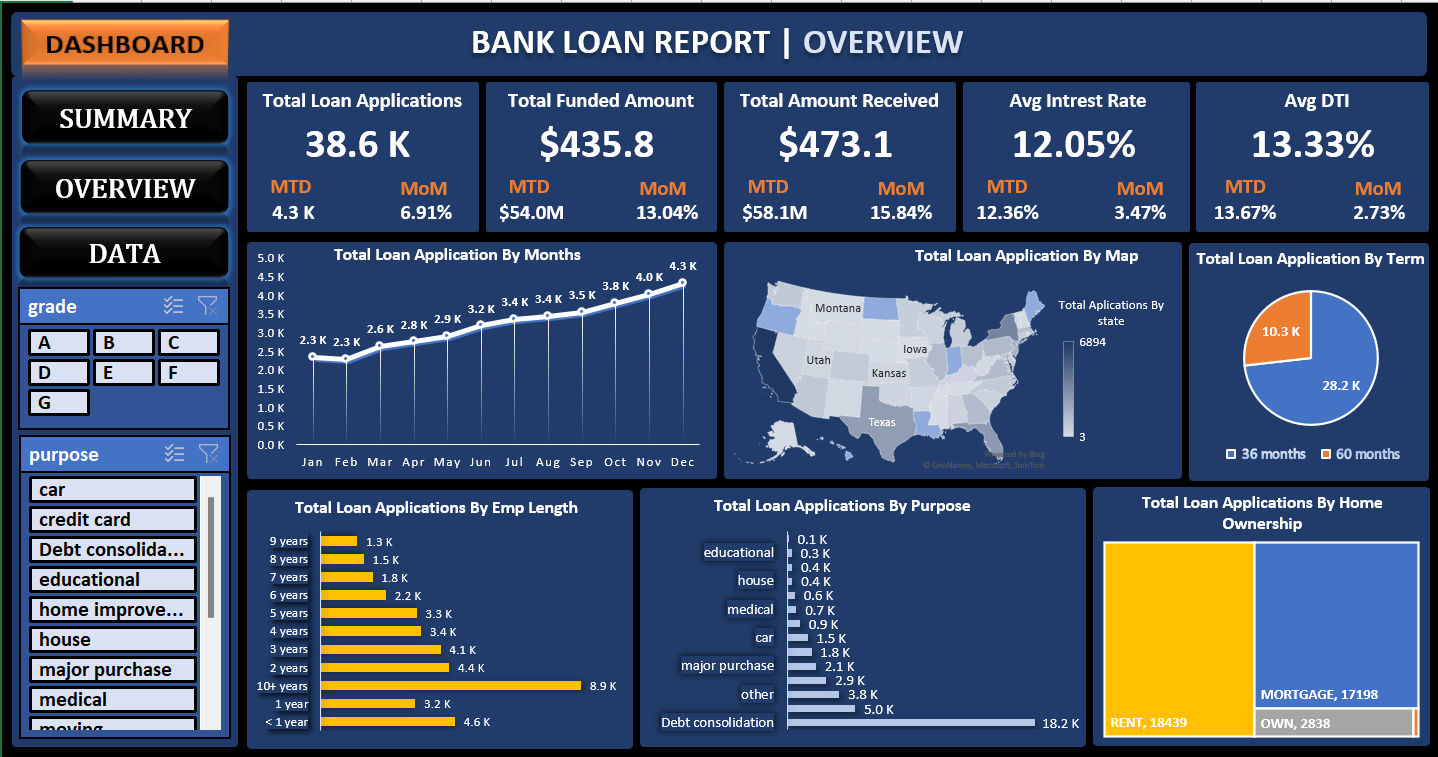 DASHBOARD
BANK LOAN REPORT | OVERVIEW
SUMMARY
OVERVIEW
DATA
grade
A B C
D E F
G
purpose
car
credit card
Debt consolida...
educational
home improve...
house
major purchase
medical
moving
Total Loan Applications
38.6 K
MTD MoM
4.3 K 6.91%
Total Funded Amount
$435.8
MTD MoM
$54.0M 13.04%
Total Amount Received
$473.1
MTD MoM
$58.1M 15.84%
Avg Intrest Rate
12.05%
MTD MoM
12.36% 3.47%
Avg DTI
13.33%
MTD MoM
13.67% 2.73%
Total Loan Application By Months
5.0 K
4.5 K
4.0 K
3.5 K
3.0 K
2.5 K
2.0 K
1.5 K
1.0 K
0.5 K
0.0 K
2.3 K 2.3 K 2.6 K 2.8 K 2.9 K 3.2 K 3.4 K 3.4 K 3.5 K 3.8 K 4.0 K 4.3 K
Jan Feb Mar Apr May Jun Jul Aug Sep Oct Nov Dec
Total Loan Application By Map
Montana
Iowa
Utah
Kansas
Texas
Total Aplications By
state
6894
3
Powered by Bing
© GeoNames, Microsoft, TomTom
Total Loan Application By Term
10.3 K
28.2 K
36 months 60 months
Total Loan Applications By Emp Length
9 years 1.3 K
8 years 1.5 K
7 years 1.8 K
6 years 2.2 K
5 years 3.3 K
4 years 3.4 K
3 years 4.1 K
2 years 4.4 K
10+ years 8.9 K
1 year 3.2 K
< 1 year 4.6 K
Total Loan Applications By Purpose
0.1 K
educational 0.3 K
0.4 K
house 0.4 K
0.6 K
medical 0.7 K
0.9 K
car 1.5 K
1.8 K
major purchase 2.1 K
2.9 K
other 3.8 K
5.0 K
Debt consolidation 18.2 K
Total Loan Applications By Home
Ownership
RENT, 18439
MORTGAGE, 17198
OWN, 2838